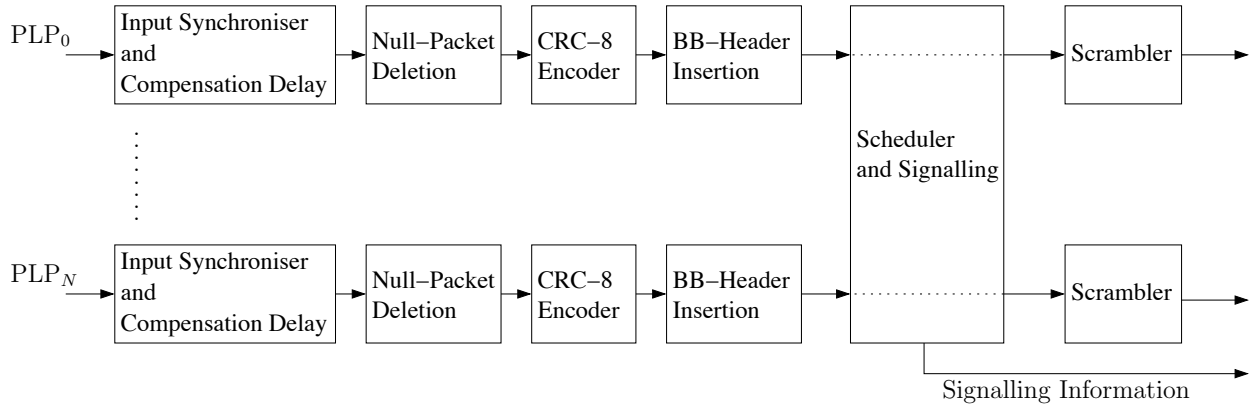 PLP₀
Input Synchroniser
and
Compensation Delay
Null–Packet
Deletion
CRC–8
Encoder
BB–Header
Insertion
Scheduler
and Signalling
Scrambler
PLP_N
Input Synchroniser
and
Compensation Delay
Null–Packet
Deletion
CRC–8
Encoder
BB–Header
Insertion
Scrambler
Signalling Information